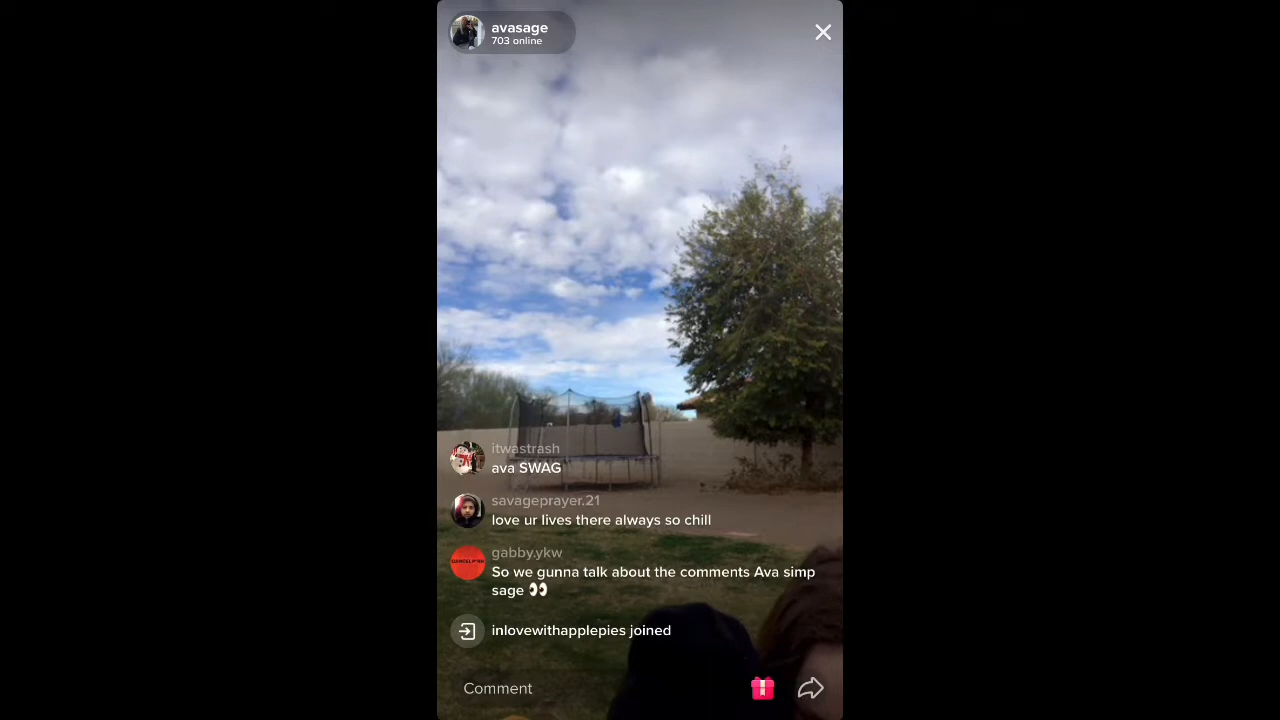 avasage
703 online
itwastrash
ava SWAG
savageprayer.21
love ur lives there always so chill
gabby.ykw
So we gunna talk about the comments Ava simp
sage 👀
inlovewithapplepies joined
Comment